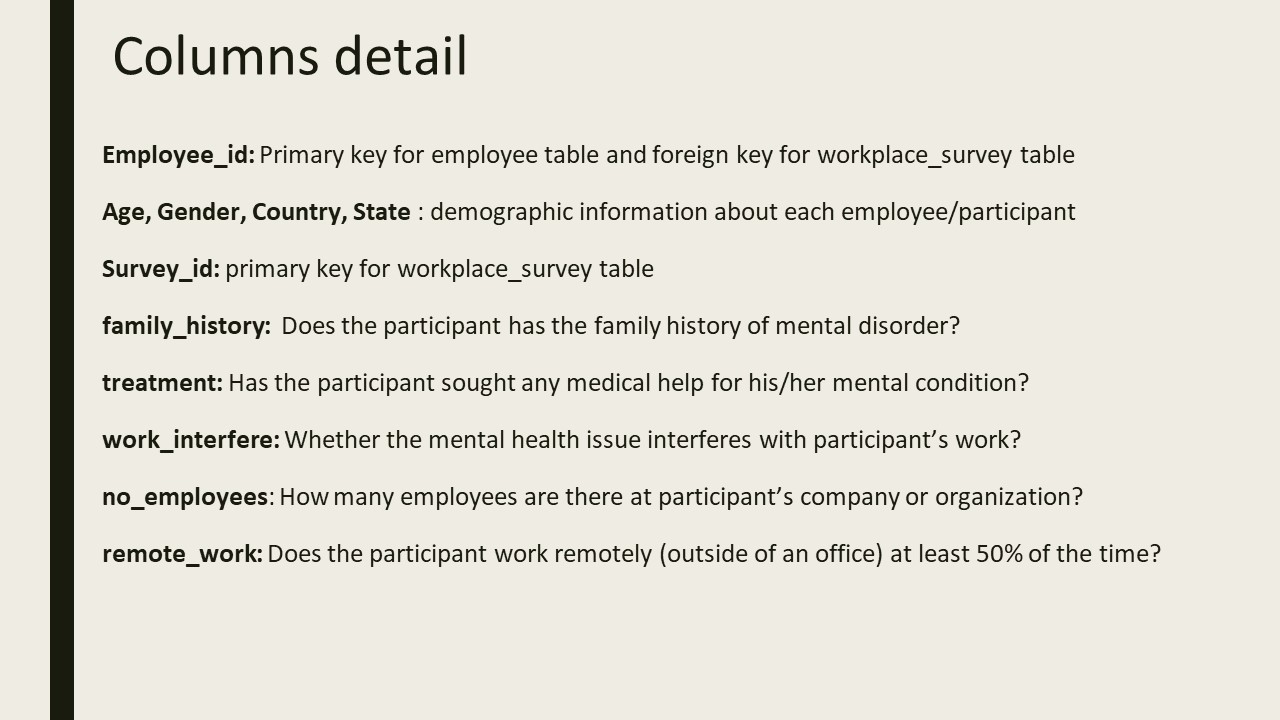 Columns detail
Employee_id: Primary key for employee table and foreign key for workplace_survey table
Age, Gender, Country, State : demographic information about each employee/participant
Survey_id: primary key for workplace_survey table
family_history: Does the participant has the family history of mental disorder?
treatment: Has the participant sought any medical help for his/her mental condition?
work_interfere: Whether the mental health issue interferes with participant’s work?
no_employees: How many employees are there at participant’s company or organization?
remote_work: Does the participant work remotely (outside of an office) at least 50% of the time?